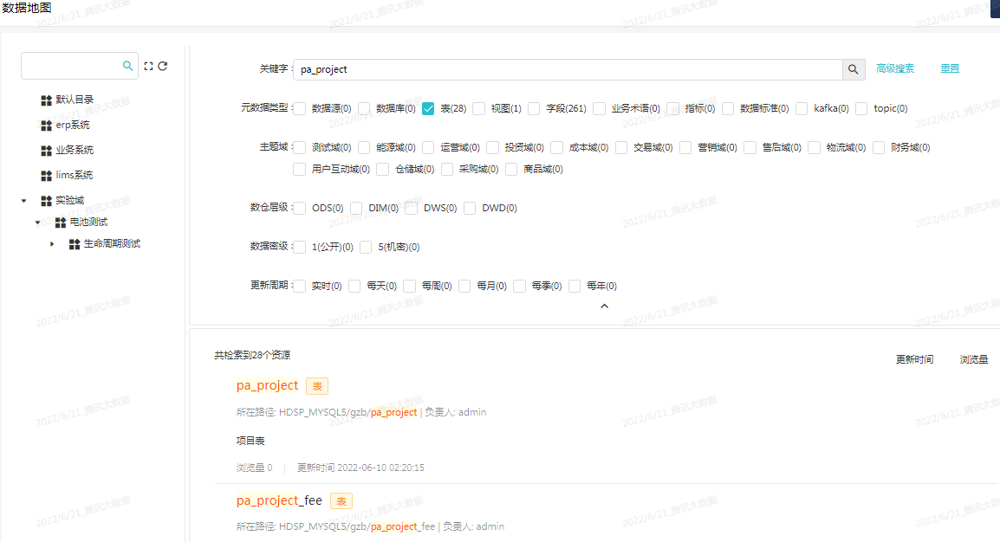 数据地图
默认目录
erp系统
业务系统
lims系统
实验域
电池测试
生命周期测试
关键字: pa_project 高级搜索 重置
元数据类型: 数据源(0) 数据库(0) 表(28) 视图(1) 字段(261) 业务术语(0) 指标(0) 数据标准(0) kafka(0) topic(0)
主题域: 测试域(0) 能源域(0) 运营域(0) 投资域(0) 成本域(0) 交易域(0) 营销域(0) 售后域(0) 物流域(0) 财务域(0)
用户互动域(0) 仓储域(0) 采购域(0) 商品域(0)
数仓层级: ODS(0) DIM(0) DWS(0) DWD(0)
数据密级: 1(公开)(0) 5(机密)(0)
更新周期: 实时(0) 每天(0) 每周(0) 每月(0) 每季(0) 每年(0)
共检索到28个资源 更新时间 浏览量
pa_project 表
所在路径: HDSP_MYSQL5/gzb/pa_project | 负责人: admin
项目表
浏览量 0 | 更新时间 2022-06-10 02:20:15
pa_project_fee 表
所在路径: HDSP_MYSQL5/gzb/pa_project_fee | 负责人: admin
2022/6/21_腾讯大数据